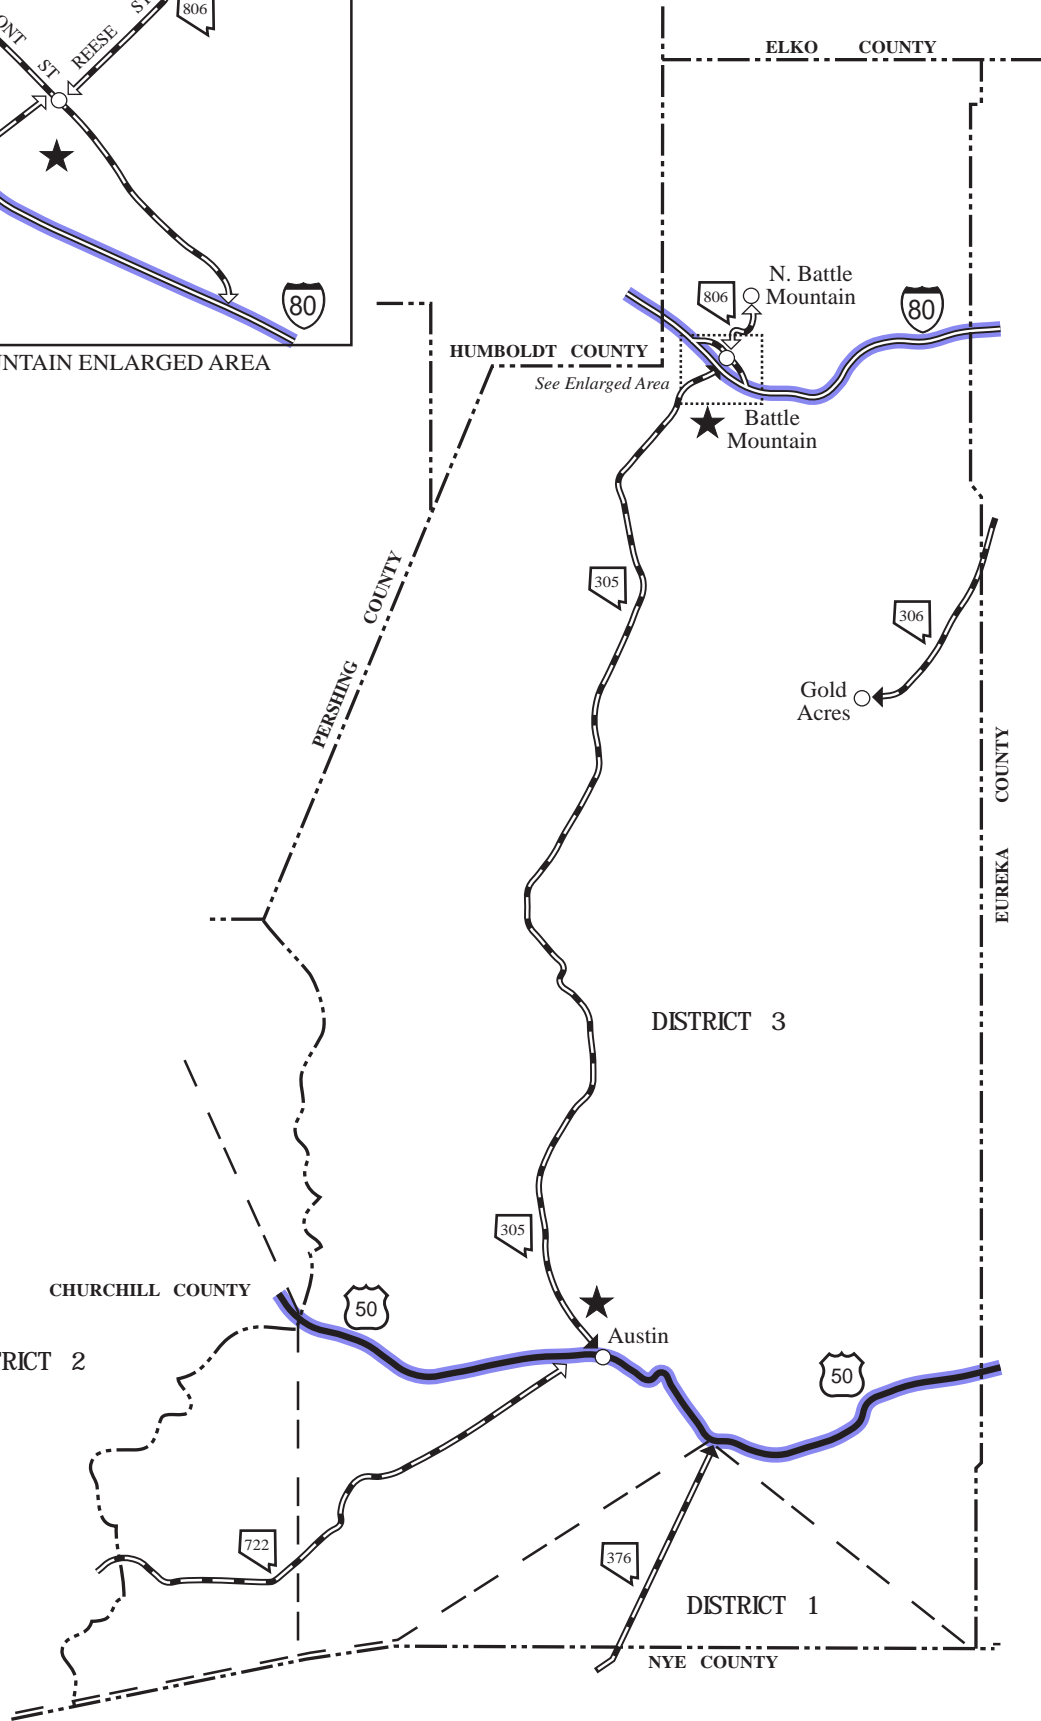 806
ST
REESE
ST
80
ENLARGED AREA
ELKO COUNTY
N. Battle
Mountain
806
80
HUMBOLDT COUNTY
See Enlarged Area
Battle
Mountain
305
PERSHING COUNTY
306
Gold
Acres
EUREKA COUNTY
DISTRICT 3
305
CHURCHILL COUNTY
50
Austin
2
50
722
376
DISTRICT 1
NYE COUNTY